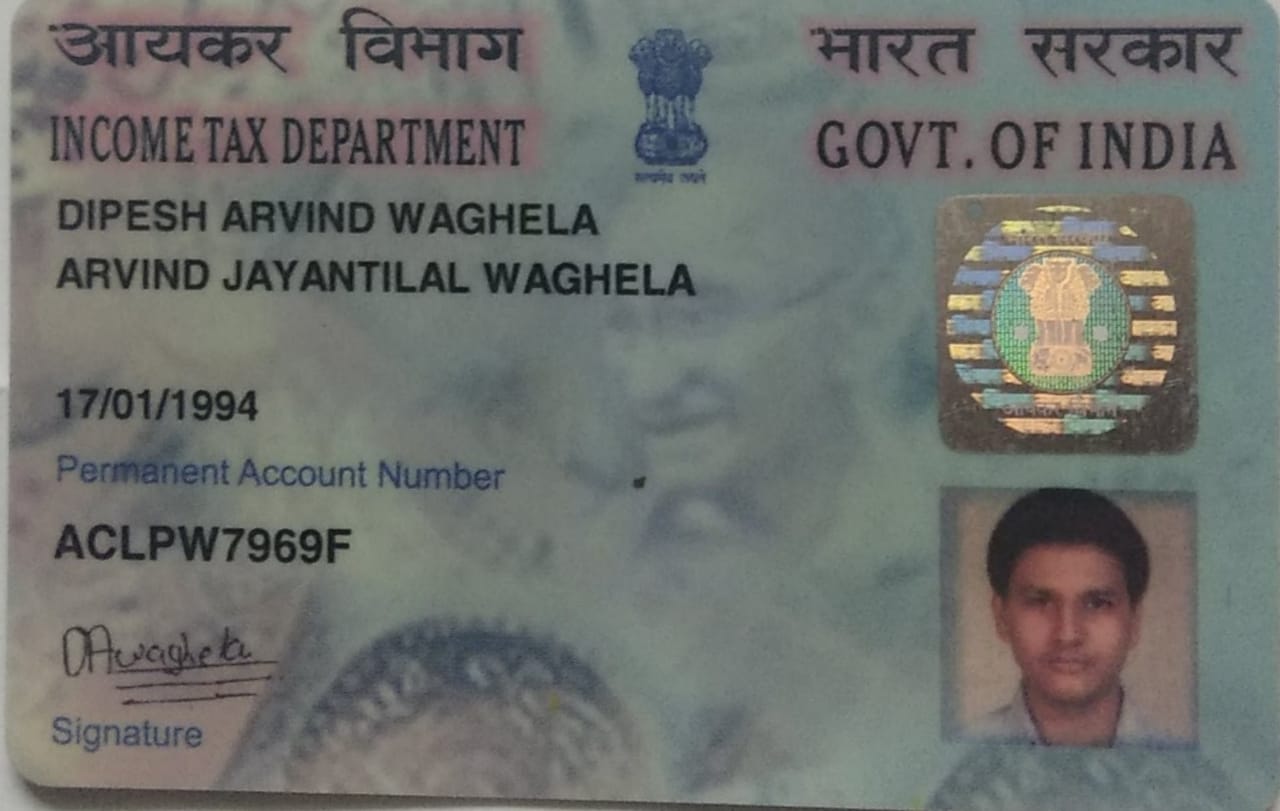 आयकर विभाग
भारत सरकार
INCOME TAX DEPARTMENT
GOVT. OF INDIA
सत्यमेव जयते
DIPESH ARVIND WAGHELA
ARVIND JAYANTILAL WAGHELA
17/01/1994
Permanent Account Number
ACLPW7969F
DAWaghela
Signature